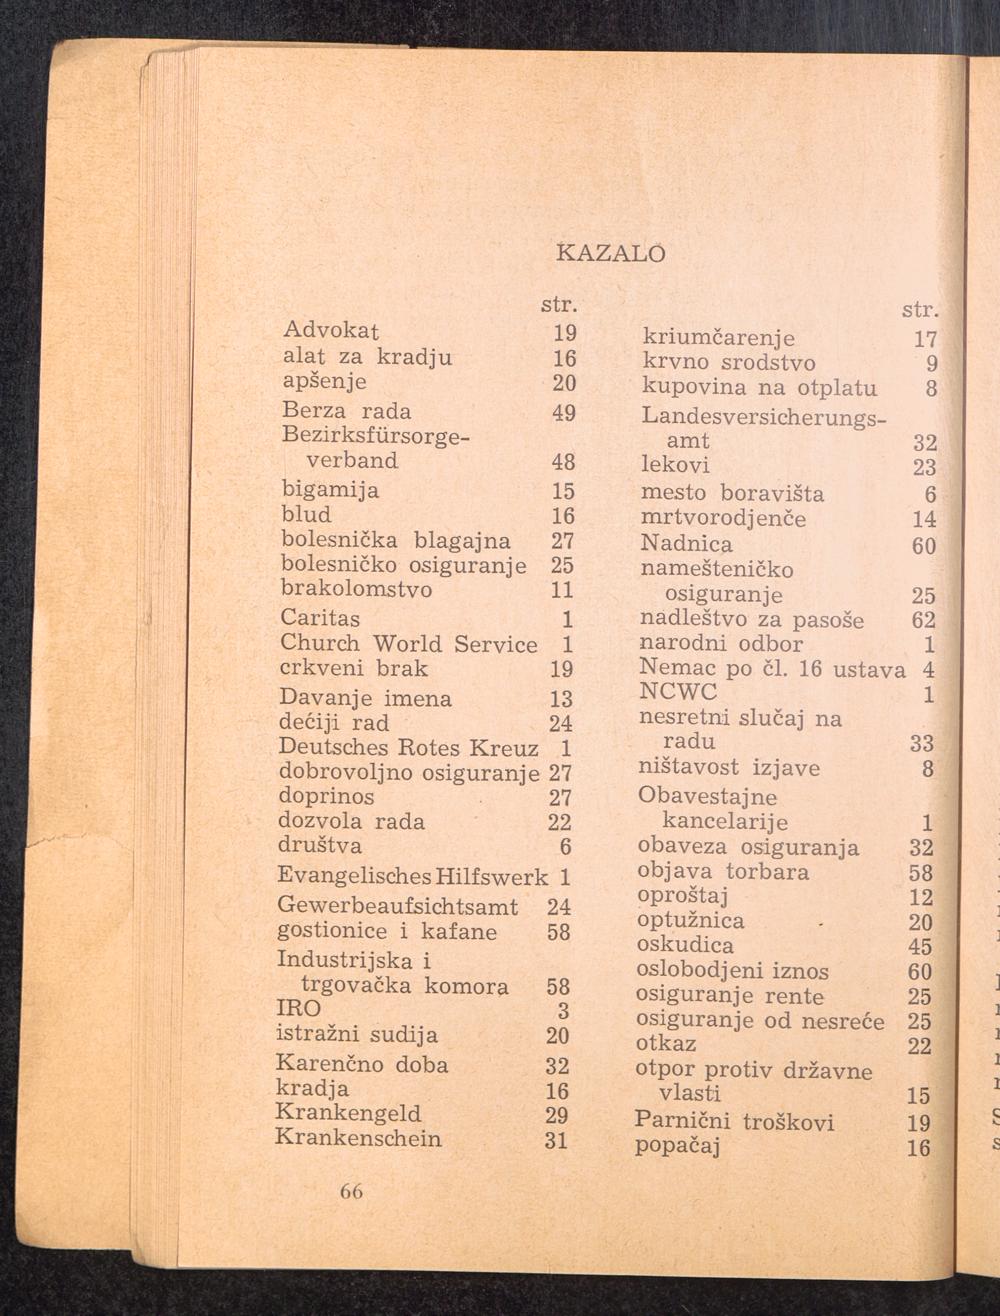 KAZALO
str.
Advokat 19
alat za kradju 16
apšenje 20
Berza rada 49
Bezirksfürsorge-
verband 48
bigamija 15
blud 16
bolesnička blagajna 27
bolesničko osiguranje 25
brakolomstvo 11
Caritas 1
Church World Service 1
crkveni brak 19
Davanje imena 13
dećiji rad 24
Deutsches Rotes Kreuz 1
dobrovoljno osiguranje 27
doprinos 27
dozvola rada 22
društva 6
Evangelisches Hilfswerk 1
Gewerbeaufsichtsamt 24
gostionice i kafane 58
Industrijska i
trgovačka komora 58
IRO 3
istražni sudija 20
Karenčno doba 32
kradja 16
Krankengeld 29
Krankenschein 31
str.
kriumčarenje 17
krvno srodstvo 9
kupovina na otplatu 8
Landesversicherungs-
amt 32
lekovi 23
mesto boravišta 6
mrtvorodjenče 14
Nadnica 60
namešteničko
osiguranje 25
nadleštvo za pasoše 62
narodni odbor 1
Nemac po čl. 16 ustava 4
NCWC 1
nesretni slučaj na
radu 33
ništavost izjave 8
Obavestajne
kancelarije 1
obaveza osiguranja 32
objava torbara 58
oproštaj 12
optužnica 20
oskudica 45
oslobodjeni iznos 60
osiguranje rente 25
osiguranje od nesreće 25
otkaz 22
otpor protiv državne
vlasti 15
Parnični troškovi 19
popačaj 16
66